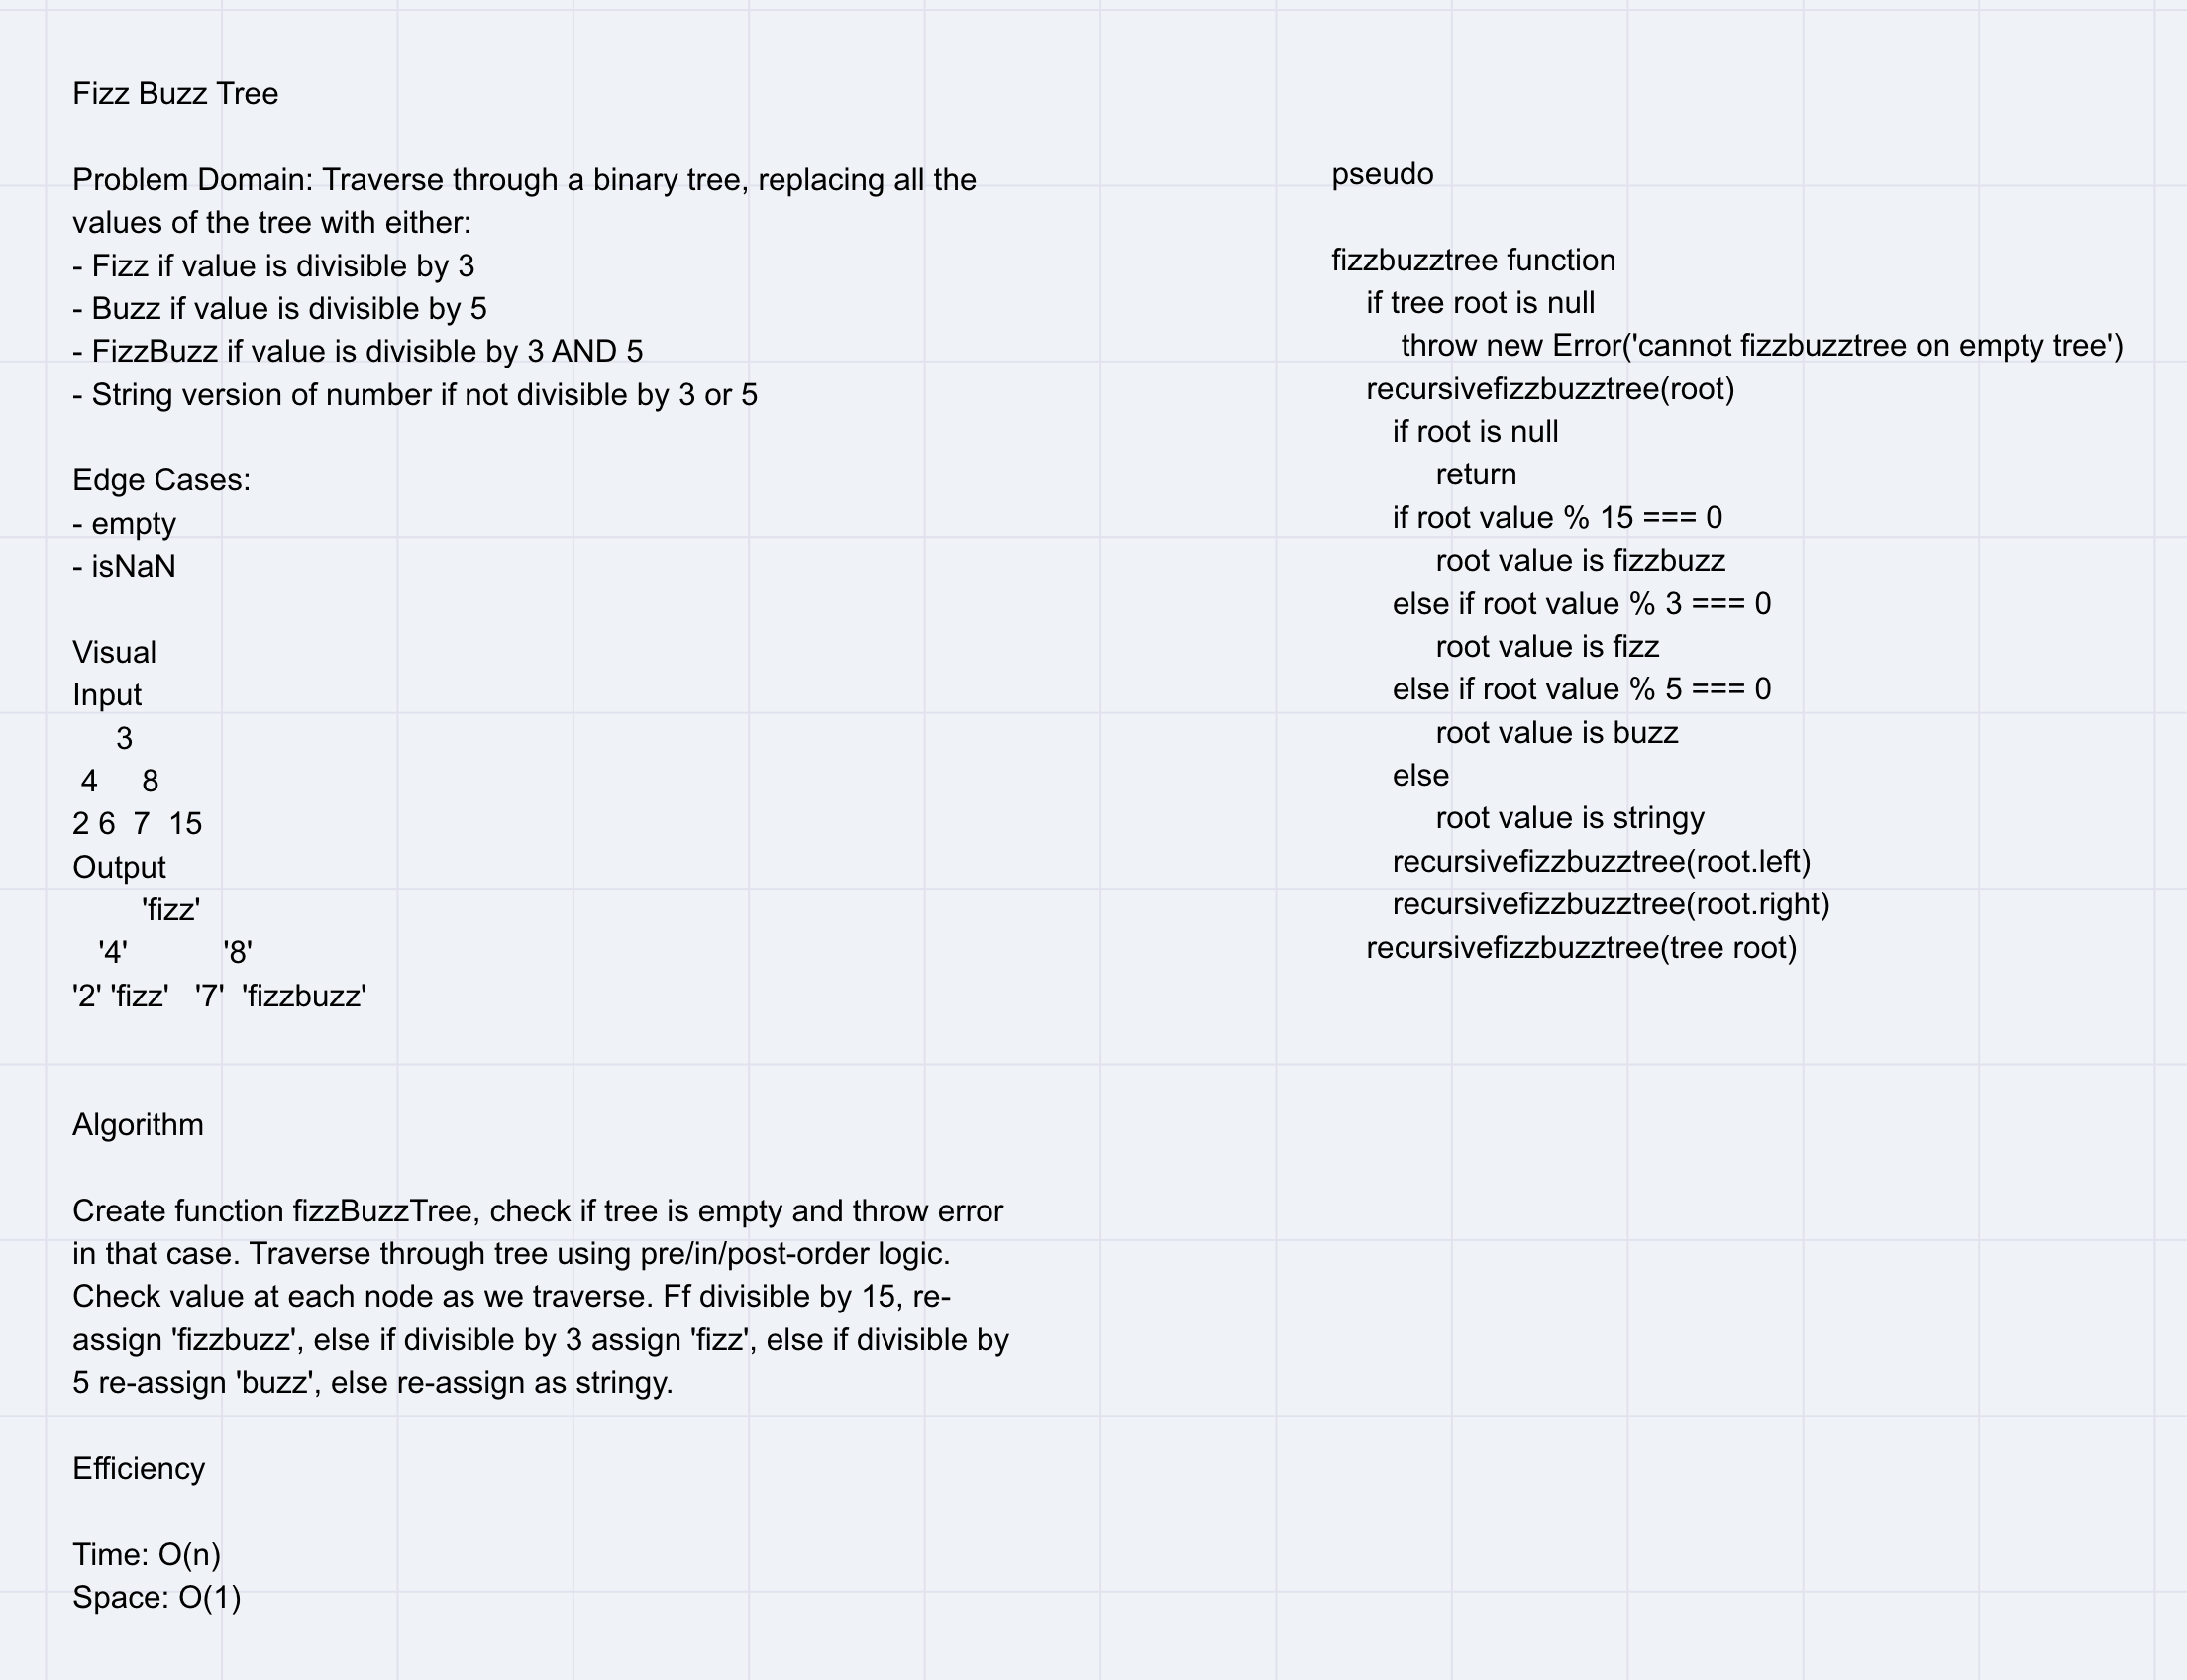 Fizz Buzz Tree
Problem Domain: Traverse through a binary tree, replacing all the
values of the tree with either:
- Fizz if value is divisible by 3
- Buzz if value is divisible by 5
- FizzBuzz if value is divisible by 3 AND 5
- String version of number if not divisible by 3 or 5
Edge Cases:
- empty
- isNaN
Visual
Input
3
4 8
2 6 7 15
Output
'fizz'
'4' '8'
'2' 'fizz' '7' 'fizzbuzz'
Algorithm
Create function fizzBuzzTree, check if tree is empty and throw error
in that case. Traverse through tree using pre/in/post-order logic.
Check value at each node as we traverse. Ff divisible by 15, re-
assign 'fizzbuzz', else if divisible by 3 assign 'fizz', else if divisible by
5 re-assign 'buzz', else re-assign as stringy.
Efficiency
Time: O(n)
Space: O(1)
pseudo
fizzbuzztree function
if tree root is null
throw new Error('cannot fizzbuzztree on empty tree')
recursivefizzbuzztree(root)
if root is null
return
if root value % 15 === 0
root value is fizzbuzz
else if root value % 3 === 0
root value is fizz
else if root value % 5 === 0
root value is buzz
else
root value is stringy
recursivefizzbuzztree(root.left)
recursivefizzbuzztree(root.right)
recursivefizzbuzztree(tree root)